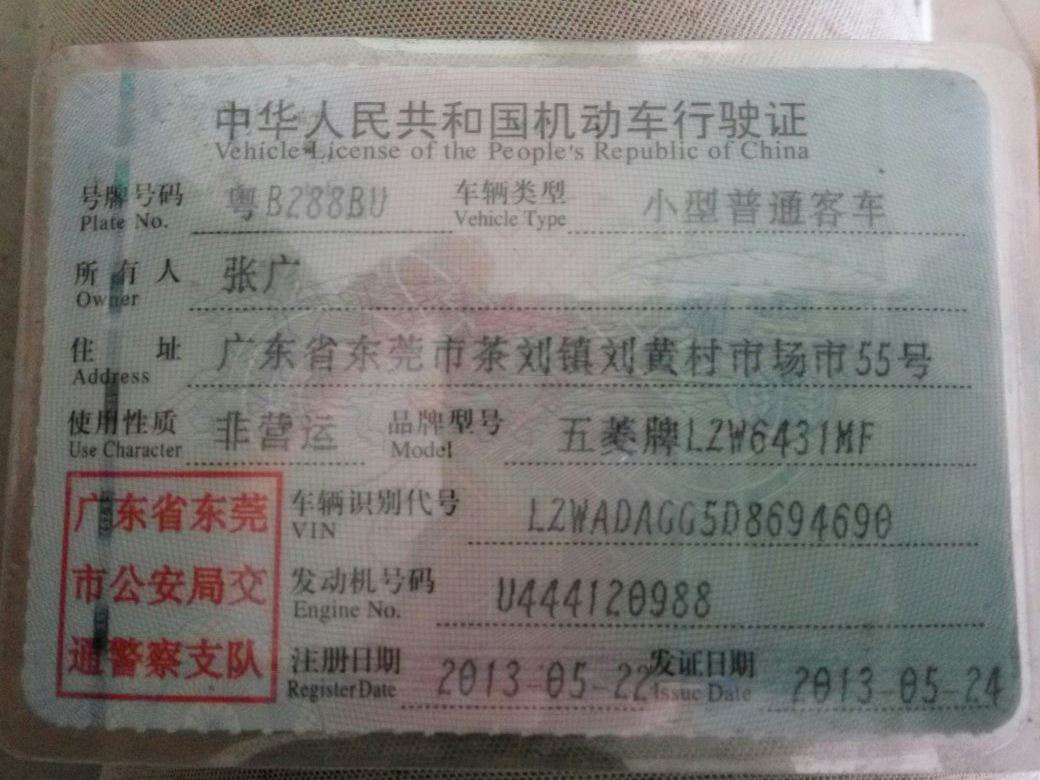 中华人民共和国机动车行驶证
Vehicle License of the People's Republic of China
号牌号码 粤B288BU 车辆类型 小型普通客车
Plate No. Vehicle Type
所有人 张广
Owner
住址 广东省东莞市茶刘镇刘黄村市场市55号
Address
使用性质 非营运 品牌型号 五菱牌LZW6431MF
Use Character Model
广东省东莞
市公安局交
通警察支队
车辆识别代号 LZWADAGG5D8694690
VIN
发动机号码 U444120988
Engine No.
注册日期 2013-05-22 发证日期 2013-05-24
Register Date Issue Date